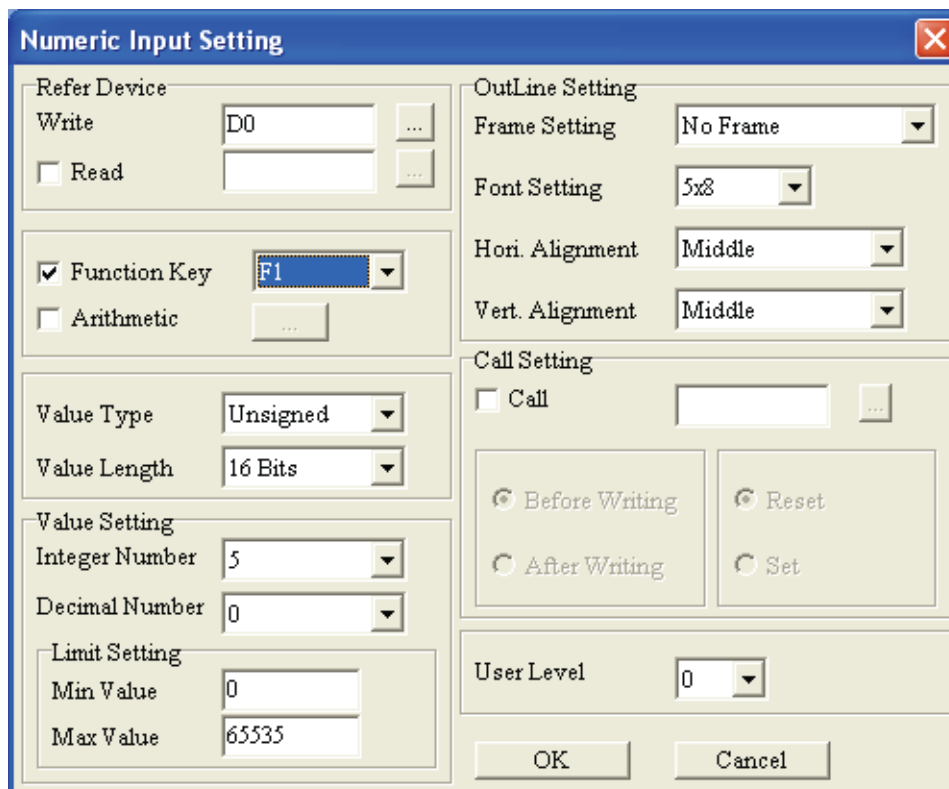 Numeric Input Setting
Refer Device
Write D0 ...
Read ...
Function Key F1
Arithmetic ...
Value Type Unsigned
Value Length 16 Bits
Value Setting
Integer Number 5
Decimal Number 0
Limit Setting
Min Value 0
Max Value 65535
OutLine Setting
Frame Setting No Frame
Font Setting 5x8
Hori. Alignment Middle
Vert. Alignment Middle
Call Setting
Call ...
Before Writing Reset
After Writing Set
User Level 0
OK Cancel